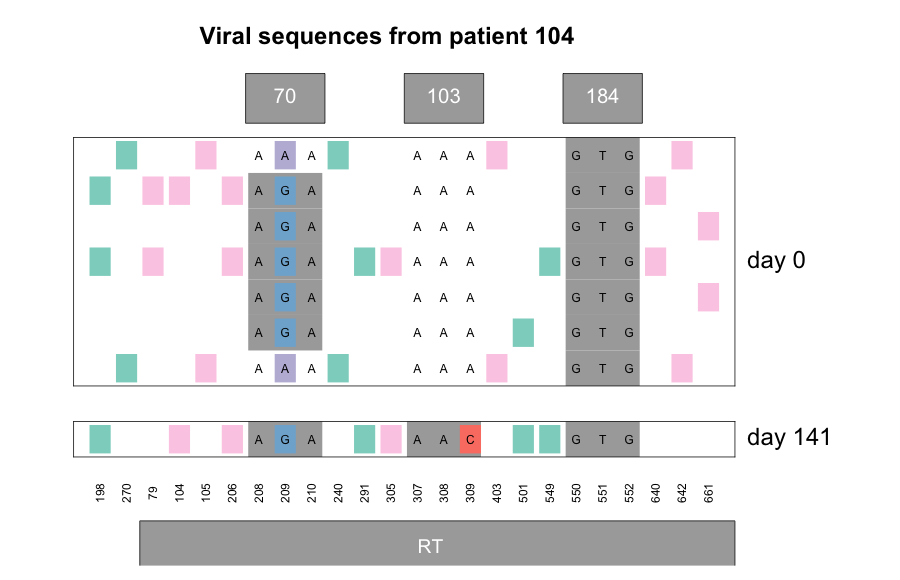 Viral sequences from patient 104
70 103 184
A A A A A A G T G
A G A A A A G T G
A G A A A A G T G
A G A A A A G T G
day 0
A G A A A A G T G
A G A A A A G T G
A A A A A A G T G
A G A A A C G T G
day 141
198 270 79 104 105 206 208 209 210 240 291 305 307 308 309 403 501 549 550 551 552 640 642 661
RT